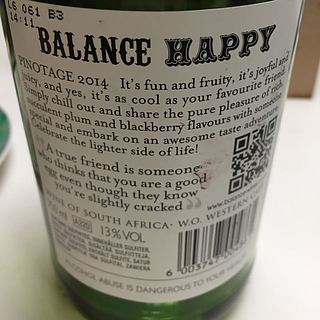 L6 061 B3
14:11
BALANCE HAPPY
PINOTAGE 2014 It's fun and fruity, it's joyful and
juicy, and yes, it's as cool as your favourite friend.
Simply chill out and share the pure pleasure of rich,
succulent plum and blackberry flavours with someone
special and embark on an awesome taste adventure.
Celebrate the lighter side of life!
A true friend is someone
who thinks that you are a good
egg even though they know
you're slightly cracked
OF SOUTH AFRICA · W.O. WESTERN
13% VOL
ALCOHOL ABUSE IS DANGEROUS TO YOUR